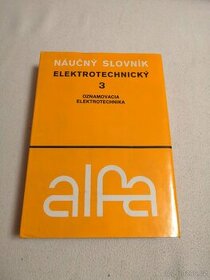 NÁUČNÝ SLOVNÍK
ELEKTROTECHNICKÝ
3
OZNAMOVACIA
ELEKTROTECHNIKA
alfa